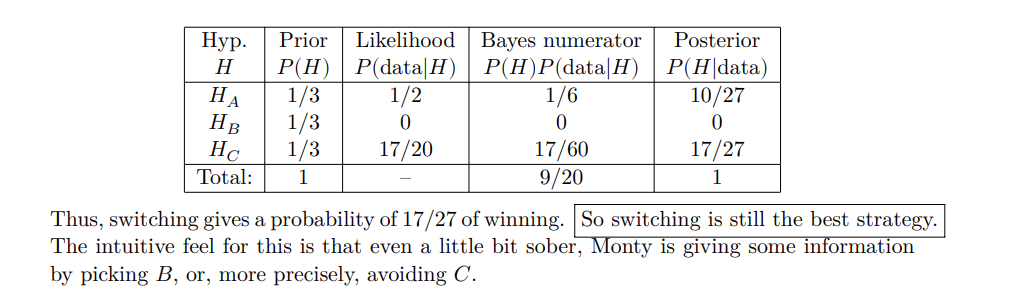 Hyp. Prior Likelihood Bayes numerator Posterior
H P(H) P(data|H) P(H)P(data|H) P(H|data)
H_A 1/3 1/2 1/6 10/27
H_B 1/3 0 0 0
H_C 1/3 17/20 17/60 17/27
Total: 1 – 9/20 1
Thus, switching gives a probability of 17/27 of winning. So switching is still the best strategy.
The intuitive feel for this is that even a little bit sober, Monty is giving some information
by picking B, or, more precisely, avoiding C.